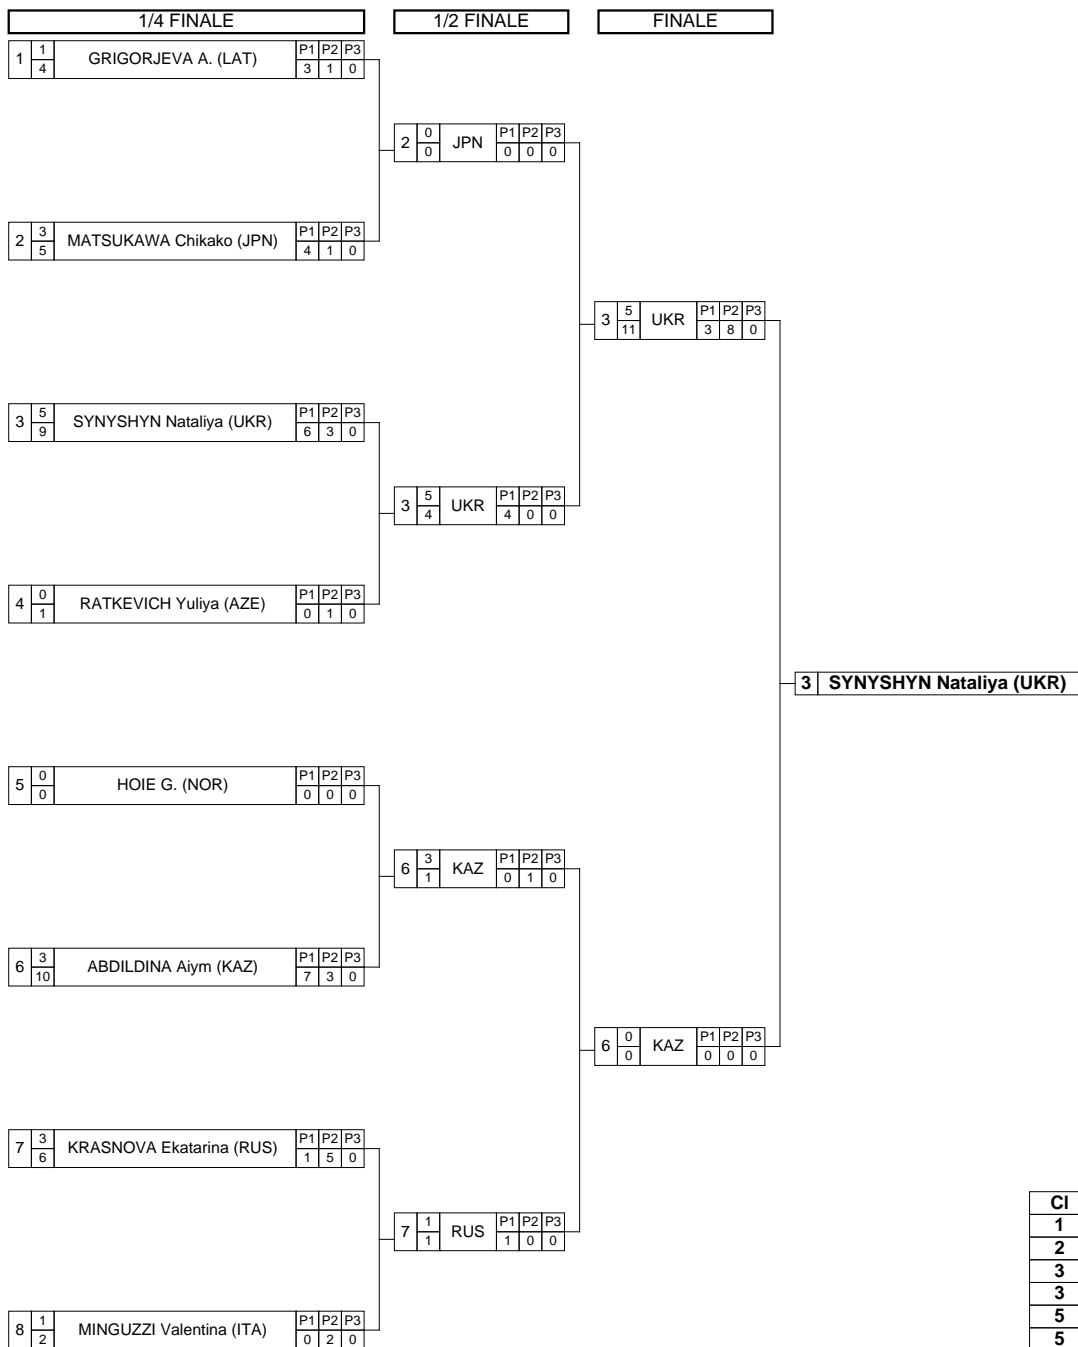 1/4 FINALE 1/2 FINALE FINALE
1 1 4 GRIGORJEVA A. (LAT) P1 P2 P3 3 1 0
2 0 0 JPN P1 P2 P3 0 0 0
2 3 5 MATSUKAWA Chikako (JPN) P1 P2 P3 4 1 0
3 5 11 UKR P1 P2 P3 3 8 0
3 5 9 SYNYSHYN Nataliya (UKR) P1 P2 P3 6 3 0
3 5 4 UKR P1 P2 P3 4 0 0
4 0 1 RATKEVICH Yuliya (AZE) P1 P2 P3 0 1 0
3 SYNYSHYN Nataliya (UKR)
5 0 0 HOIE G. (NOR) P1 P2 P3 0 0 0
6 3 1 KAZ P1 P2 P3 0 1 0
6 3 10 ABDILDINA Aiym (KAZ) P1 P2 P3 7 3 0
6 0 0 KAZ P1 P2 P3 0 0 0
7 3 6 KRASNOVA Ekatarina (RUS) P1 P2 P3 1 5 0
7 1 1 RUS P1 P2 P3 1 0 0
8 1 2 MINGUZZI Valentina (ITA) P1 P2 P3 0 2 0
Cl
1
2
3
3
5
5